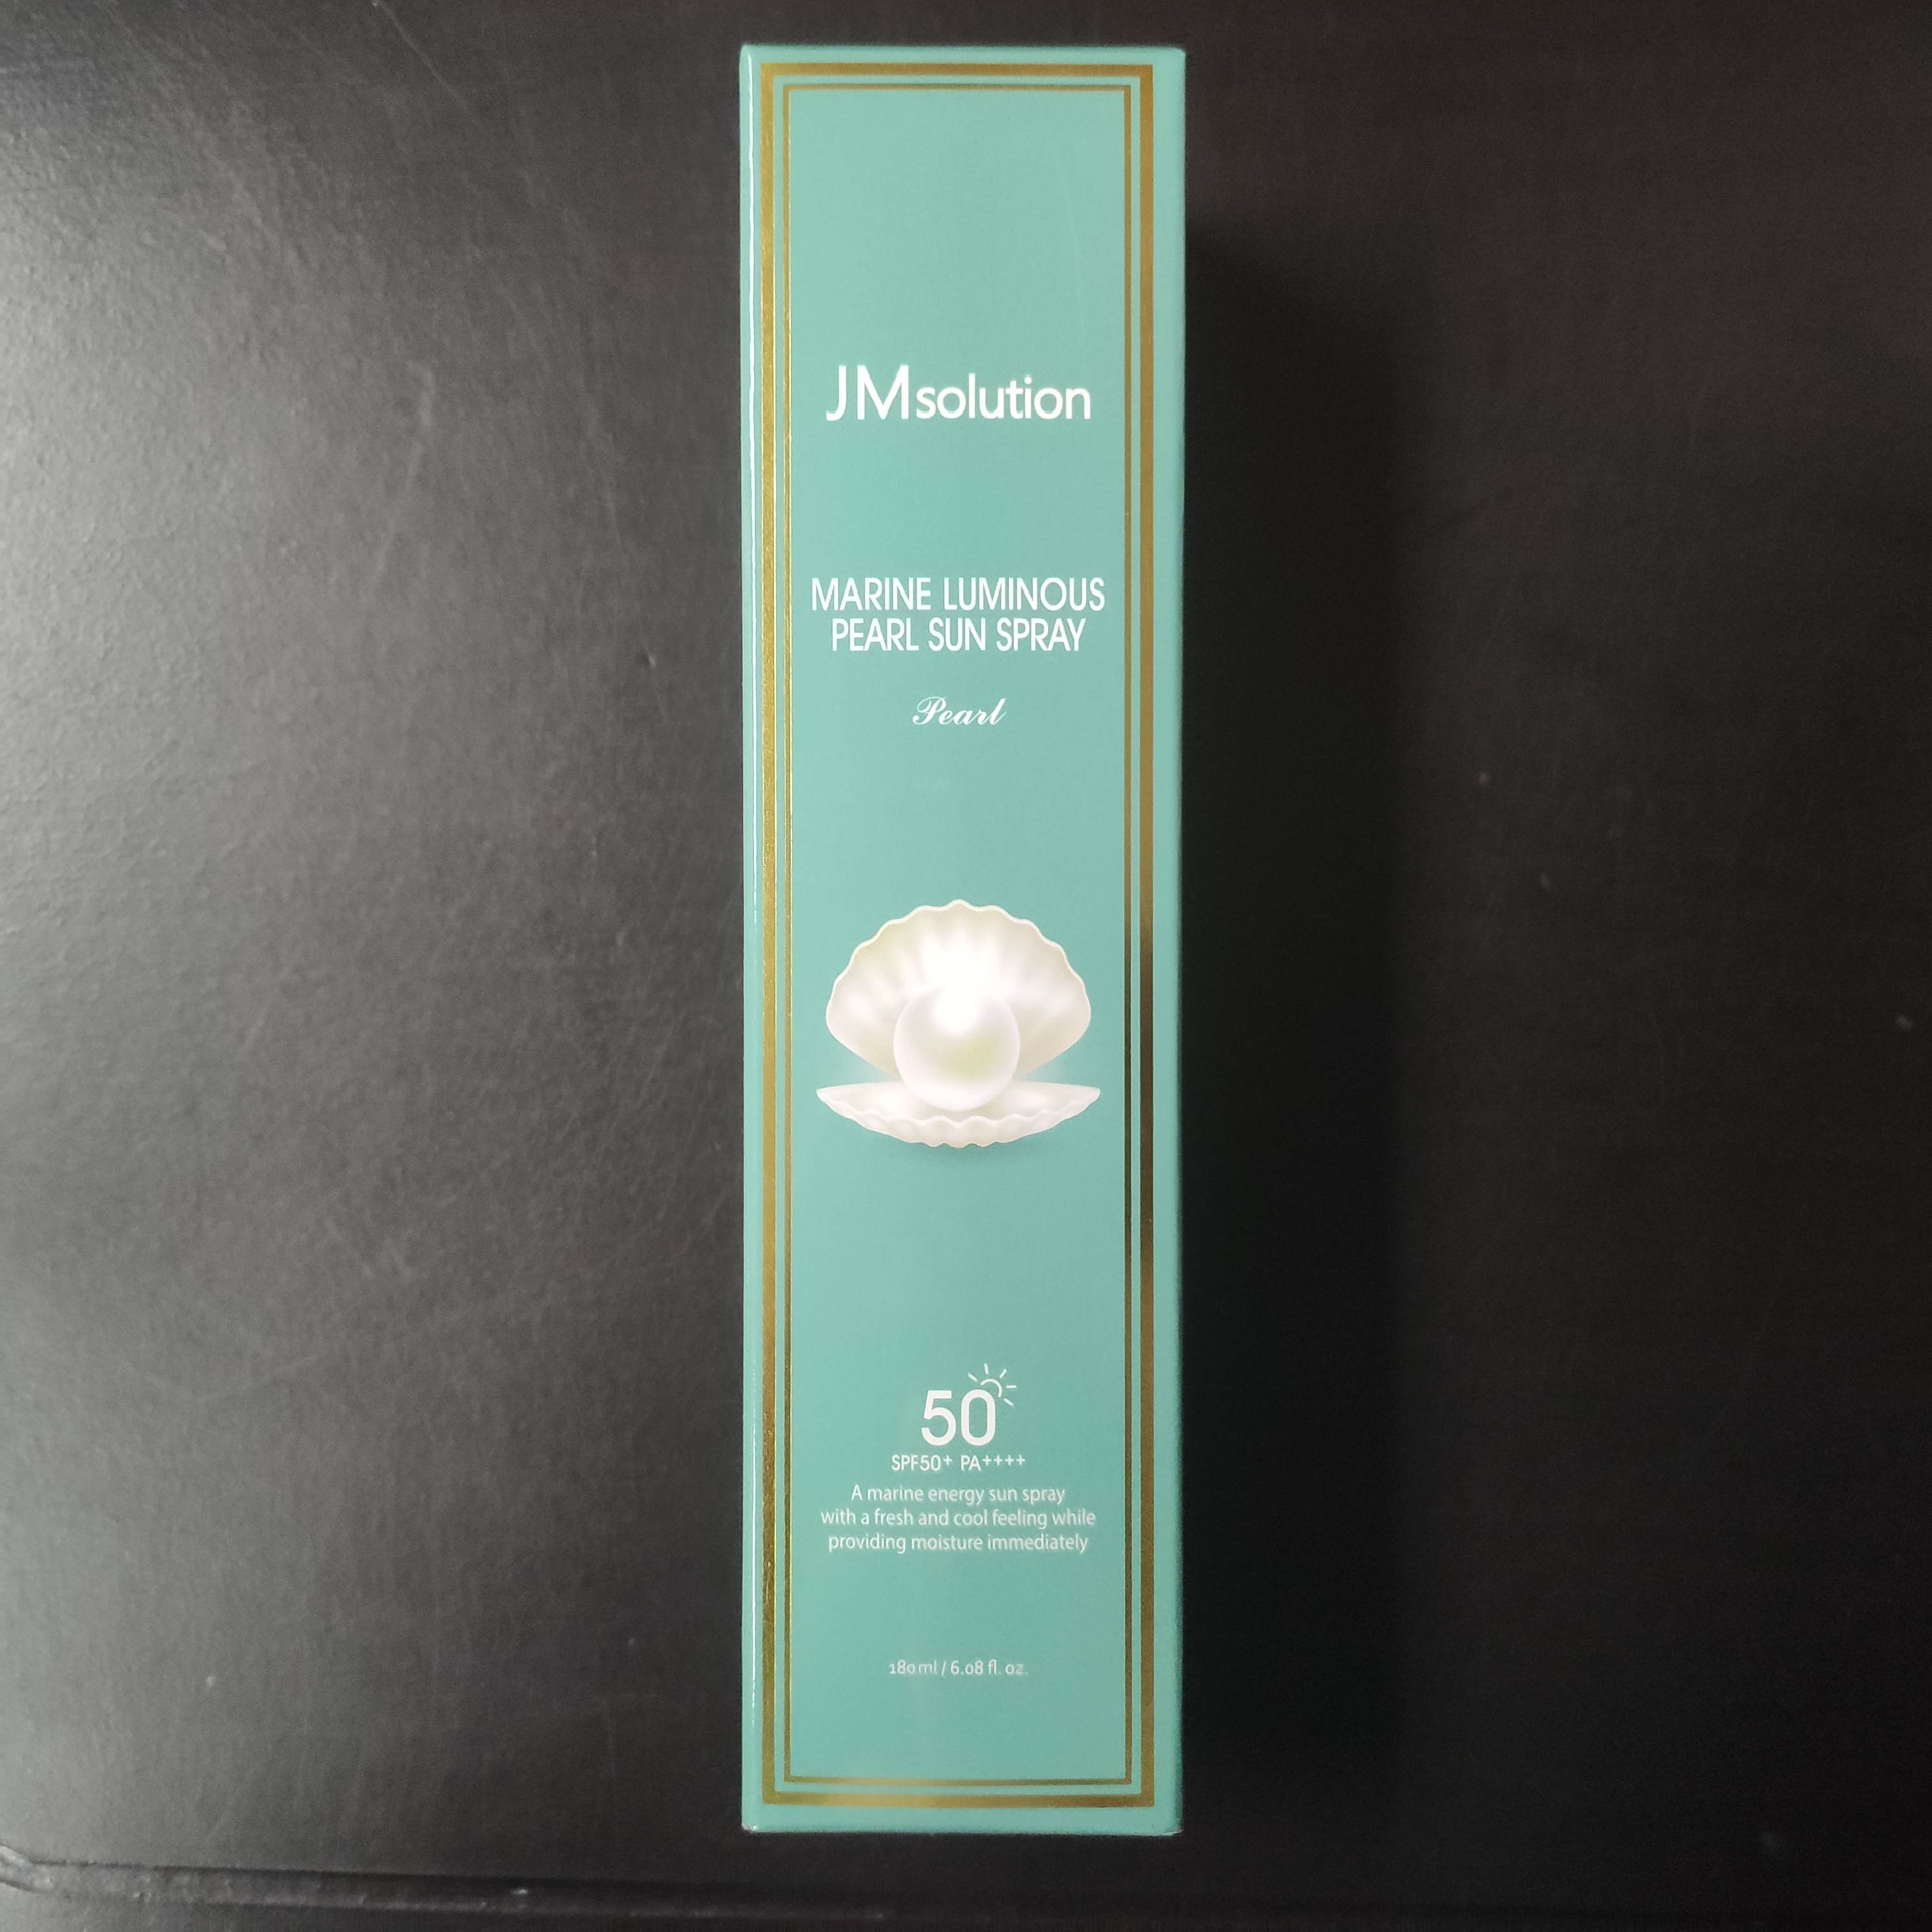 JMsolution
MARINE LUMINOUS
PEARL SUN SPRAY
Pearl
50
SPF50+ PA++++
A marine energy sun spray
with a fresh and cool feeling while
providing moisture immediately
180ml / 6.08 fl. oz.